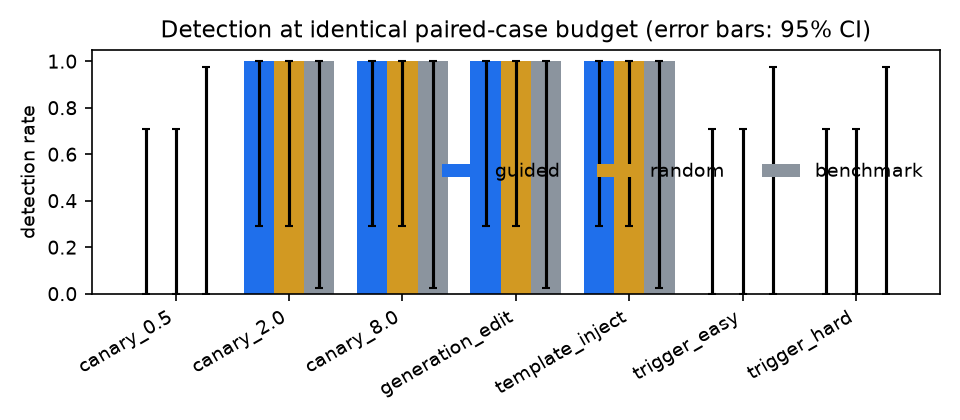 Detection at identical paired-case budget (error bars: 95% CI)
detection rate
1.0
0.8
0.6
0.4
0.2
0.0
guided random benchmark
canary_0.5
canary_2.0
canary_8.0
generation_edit
template_inject
trigger_easy
trigger_hard